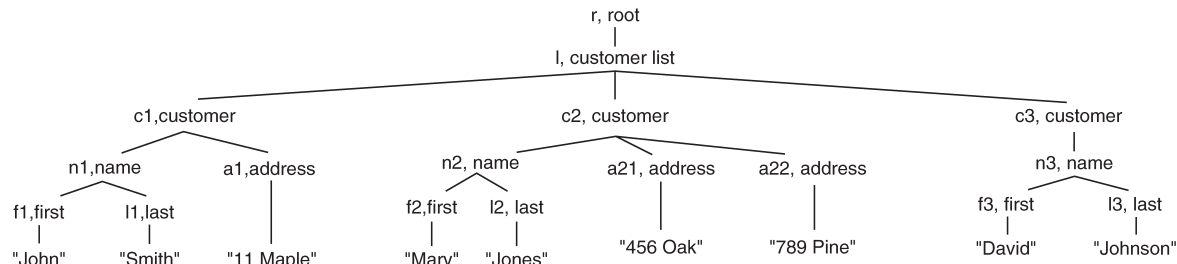 r, root
l, customer list
c1,customer
c2, customer
c3, customer
n1,name
a1,address
n2, name
a21, address
a22, address
n3, name
f1,first
l1,last
f2,first
l2, last
f3, first
l3, last
"John"
"Smith"
"11 Maple"
"Mary"
"Jones"
"456 Oak"
"789 Pine"
"David"
"Johnson"